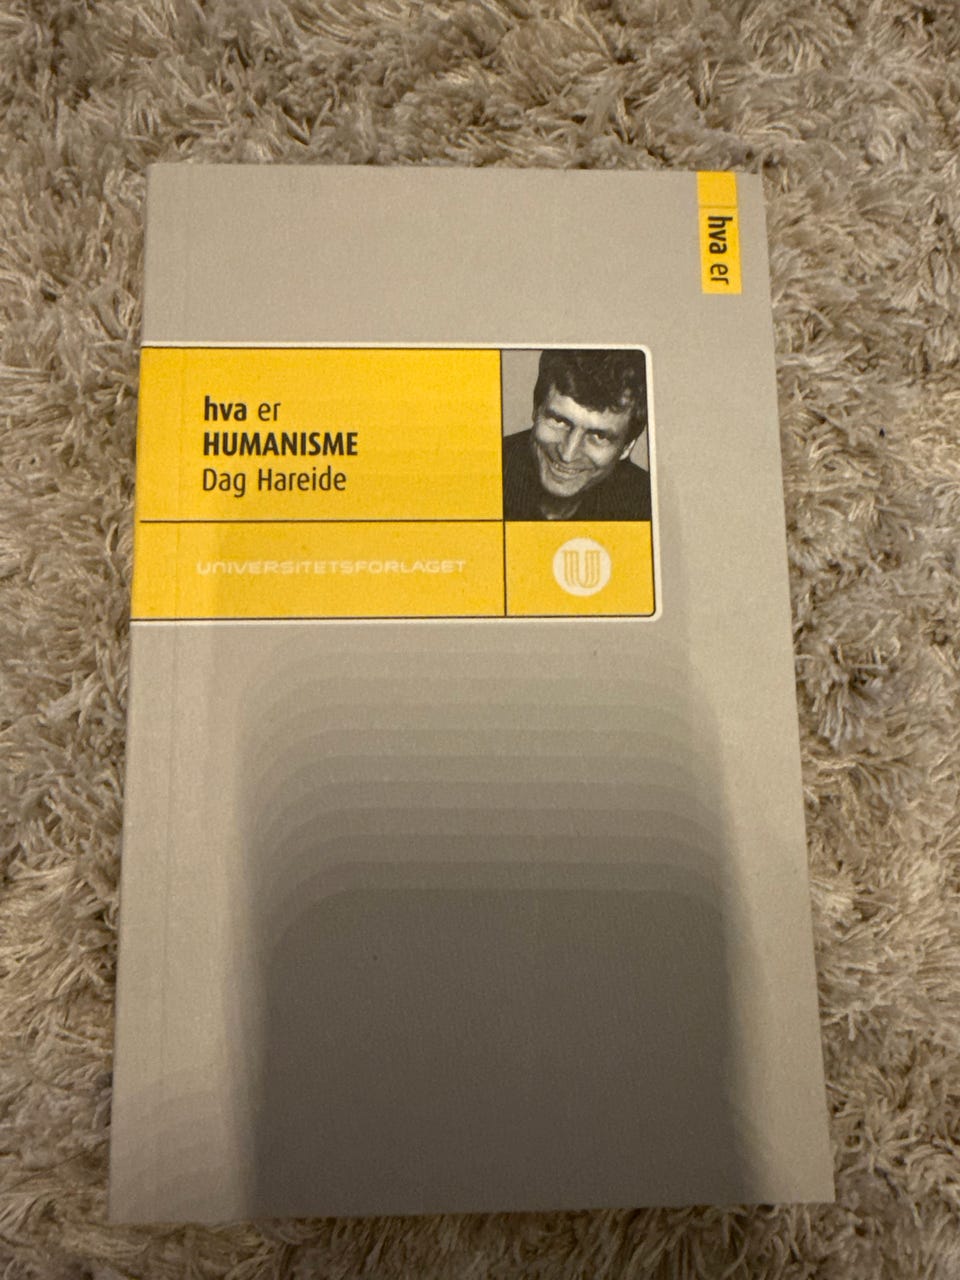 hva er
hva er
HUMANISME
Dag Hareide
UNIVERSITETSFORLAGET
U